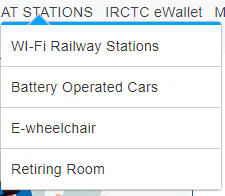 AT STATIONS IRCTC eWallet M
WI-Fi Railway Stations
Battery Operated Cars
E-wheelchair
Retiring Room